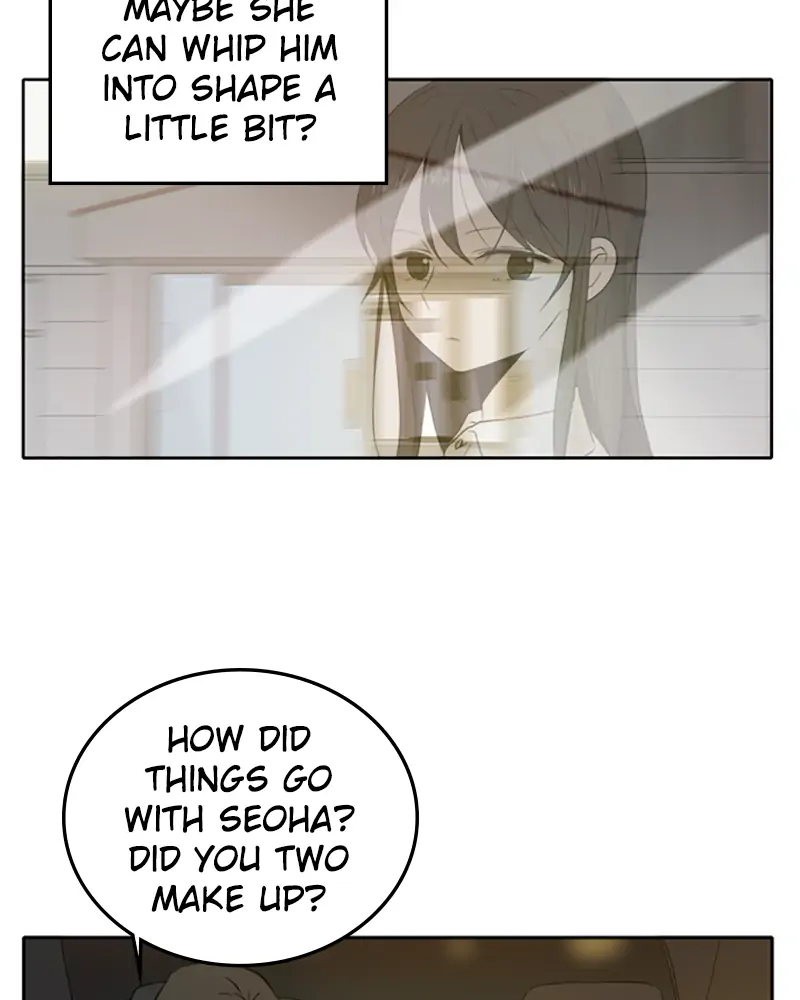 MAYBE SHE
CAN WHIP HIM
INTO SHAPE A
LITTLE BIT?
HOW DID
THINGS GO
WITH SEOHA?
DID YOU TWO
MAKE UP?